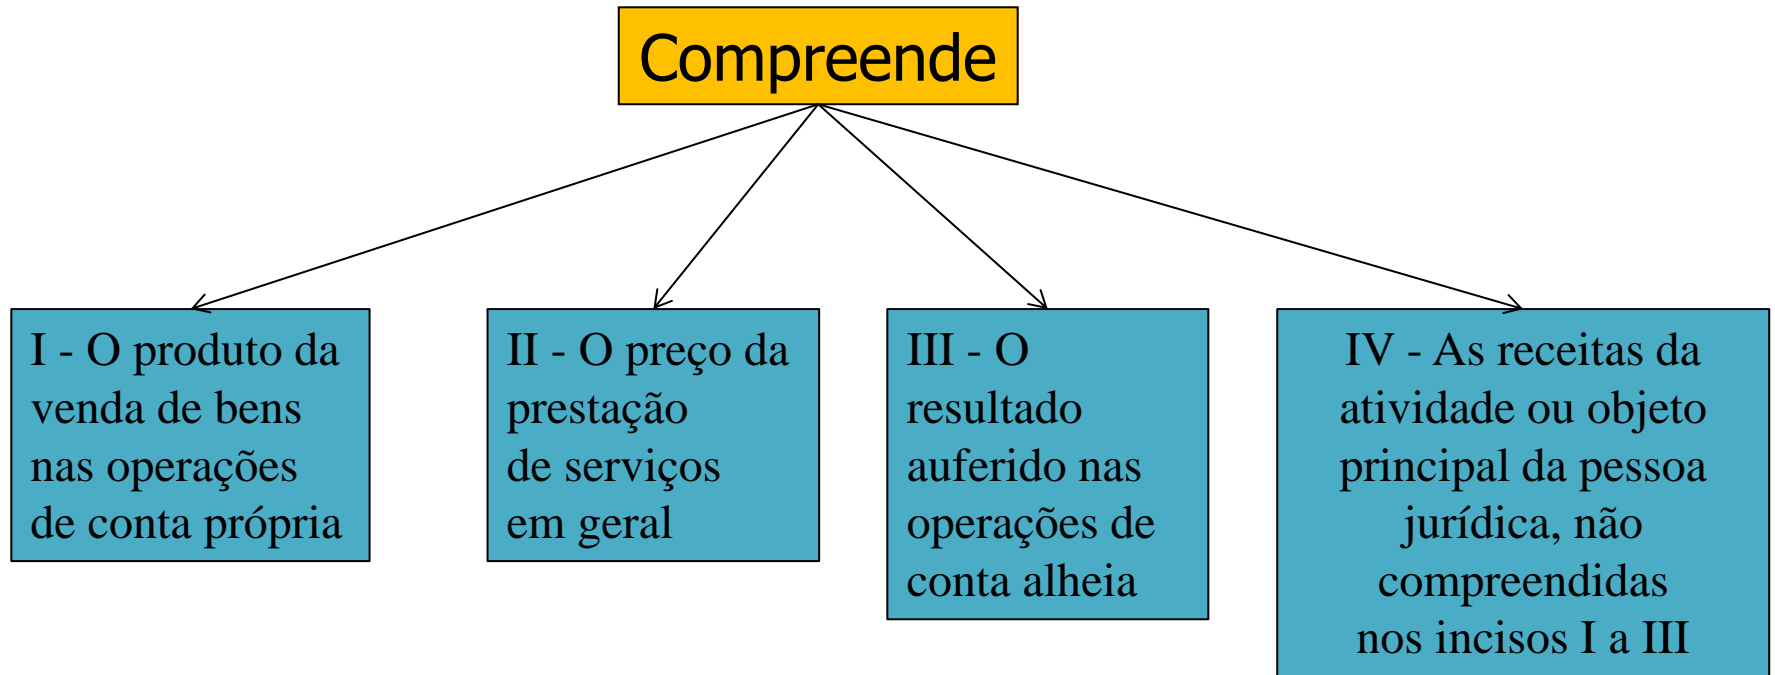 Compreende
I - O produto da
venda de bens
nas operações
de conta própria
II - O preço da
prestação
de serviços
em geral
III - O
resultado
auferido nas
operações de
conta alheia
IV - As receitas da
atividade ou objeto
principal da pessoa
jurídica, não
compreendidas
nos incisos I a III